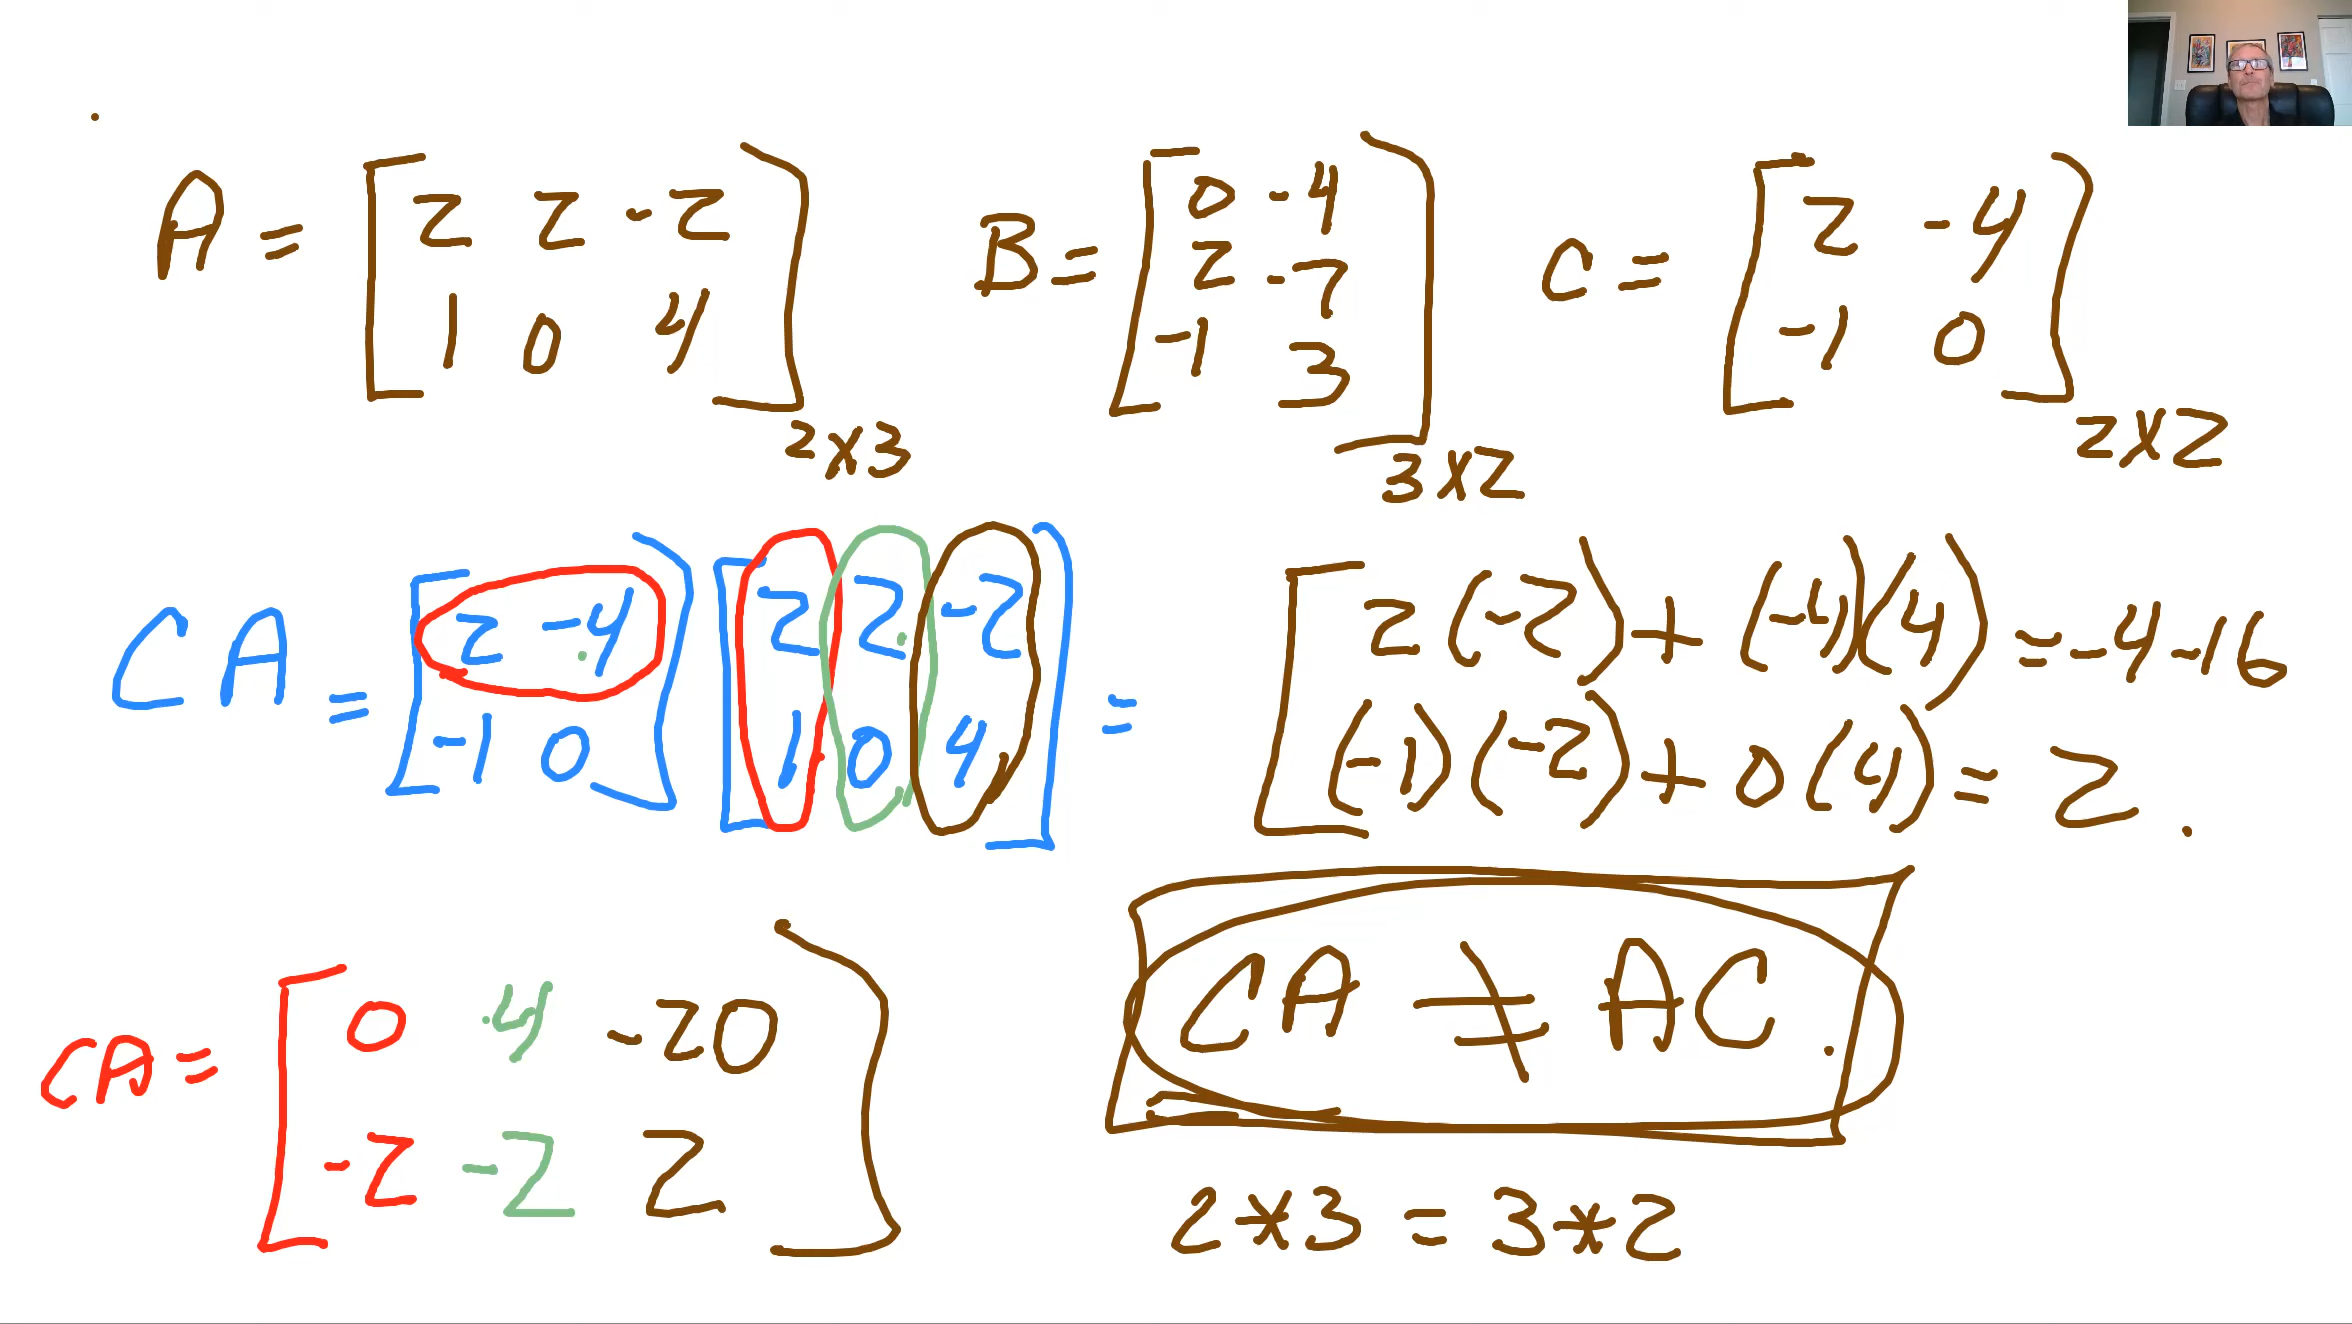 A = [ 2 2 -2
1 0 4 ] 2x3
B = [ 0 -4
2 -7
-1 3 ] 3x2
C = [ 2 -4
-1 0 ] 2x2
CA = [ 2 -4
-1 0 ] [ 2 2 -2
1 0 4 ] =
[ 2(-2) + (-4)(4) = -4-16
(-1)(-2) + 0(4) = 2
CA = [ 0 4 -20
-2 -2 2 ]
CA ≠ AC
2*3 = 3*2